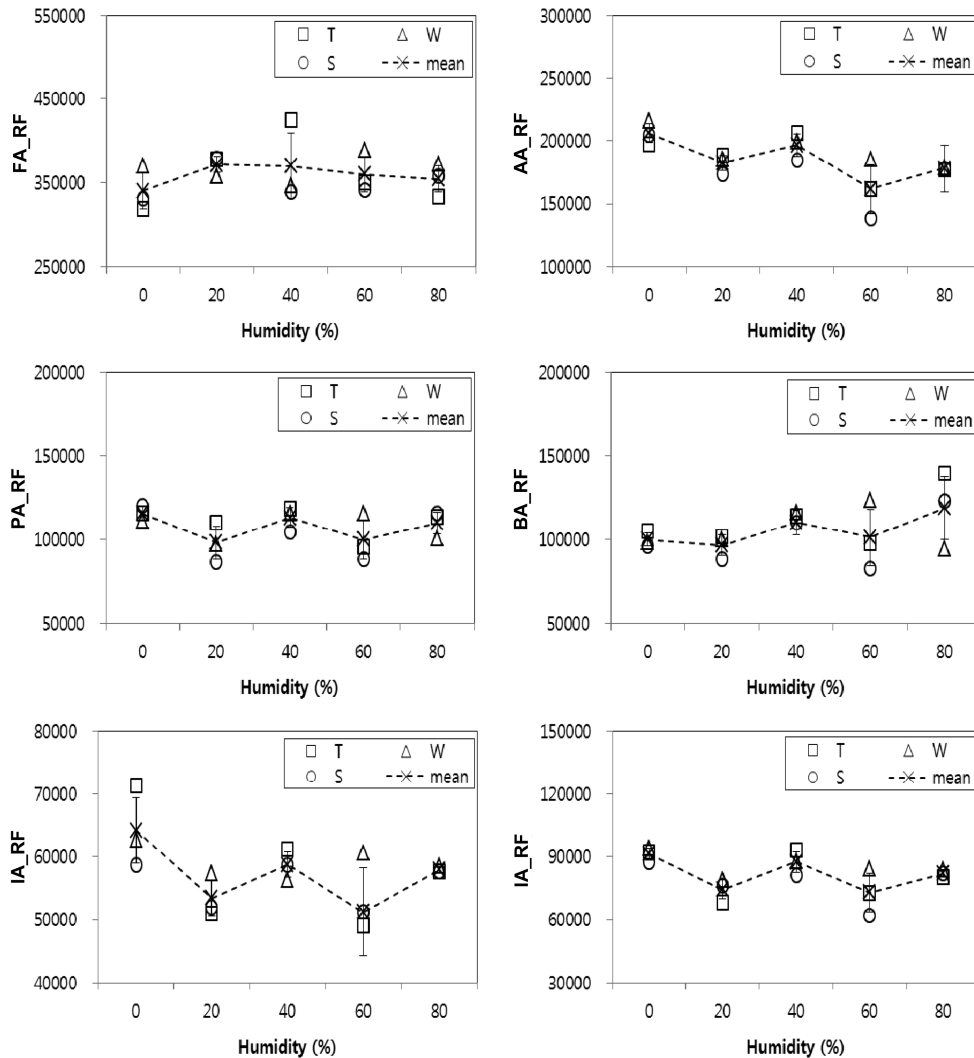 550000
450000
350000
250000
FA_RF
T W
S mean
0 20 40 60 80
Humidity (%)
300000
250000
200000
150000
100000
AA_RF
T W
S mean
0 20 40 60 80
Humidity (%)
200000
150000
100000
50000
PA_RF
T W
S mean
0 20 40 60 80
Humidity (%)
200000
150000
100000
50000
BA_RF
T W
S mean
0 20 40 60 80
Humidity (%)
80000
70000
60000
50000
40000
IA_RF
T W
S mean
0 20 40 60 80
Humidity (%)
150000
120000
90000
60000
30000
IA_RF
T W
S mean
0 20 40 60 80
Humidity (%)